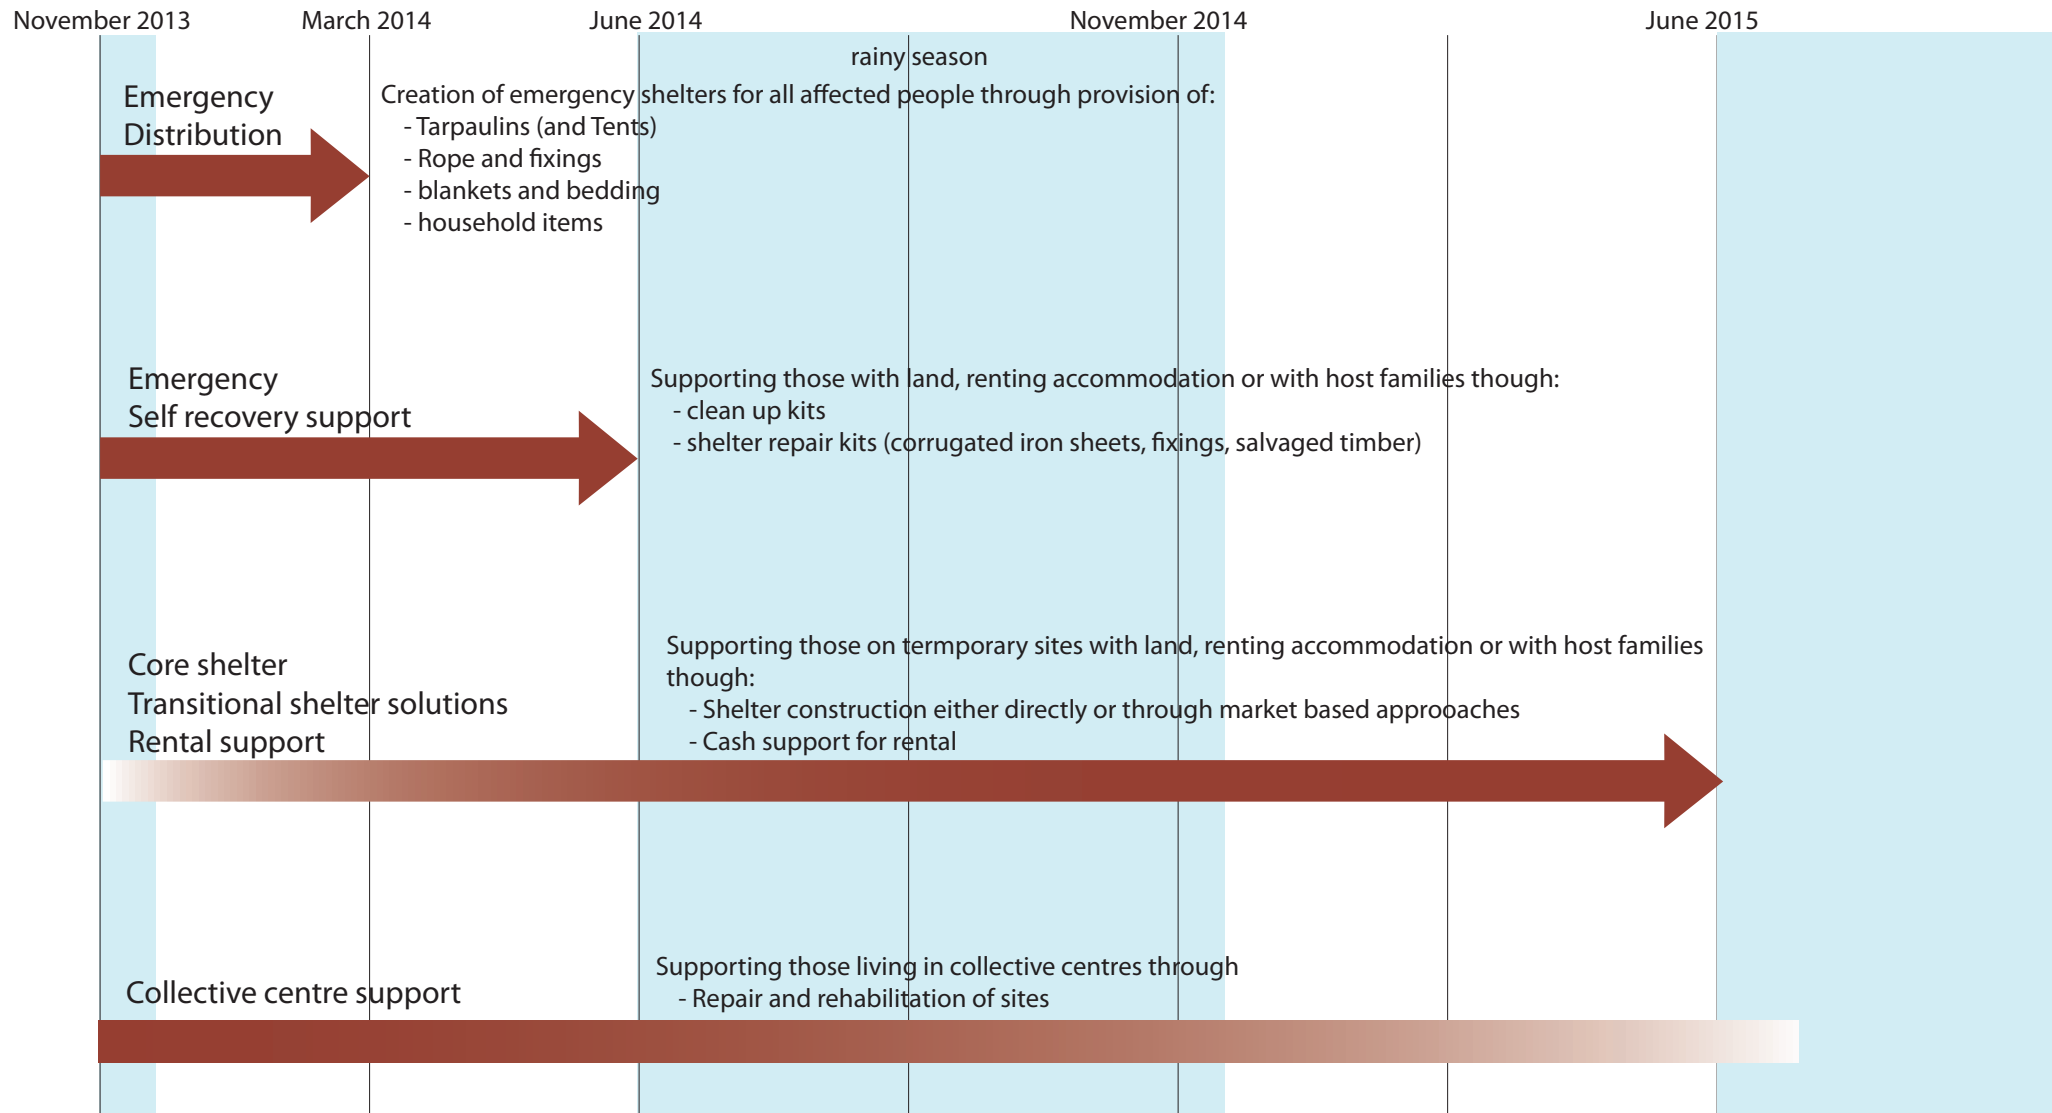 November 2013
March 2014
June 2014
November 2014
June 2015
rainy season
Emergency
Distribution
Creation of emergency shelters for all affected people through provision of:
- Tarpaulins (and Tents)
- Rope and fixings
- blankets and bedding
- household items
Emergency
Self recovery support
Supporting those with land, renting accommodation or with host families though:
- clean up kits
- shelter repair kits (corrugated iron sheets, fixings, salvaged timber)
Core shelter
Transitional shelter solutions
Rental support
Supporting those on termporary sites with land, renting accommodation or with host families
though:
- Shelter construction either directly or through market based approoaches
- Cash support for rental
Collective centre support
Supporting those living in collective centres through
- Repair and rehabilitation of sites